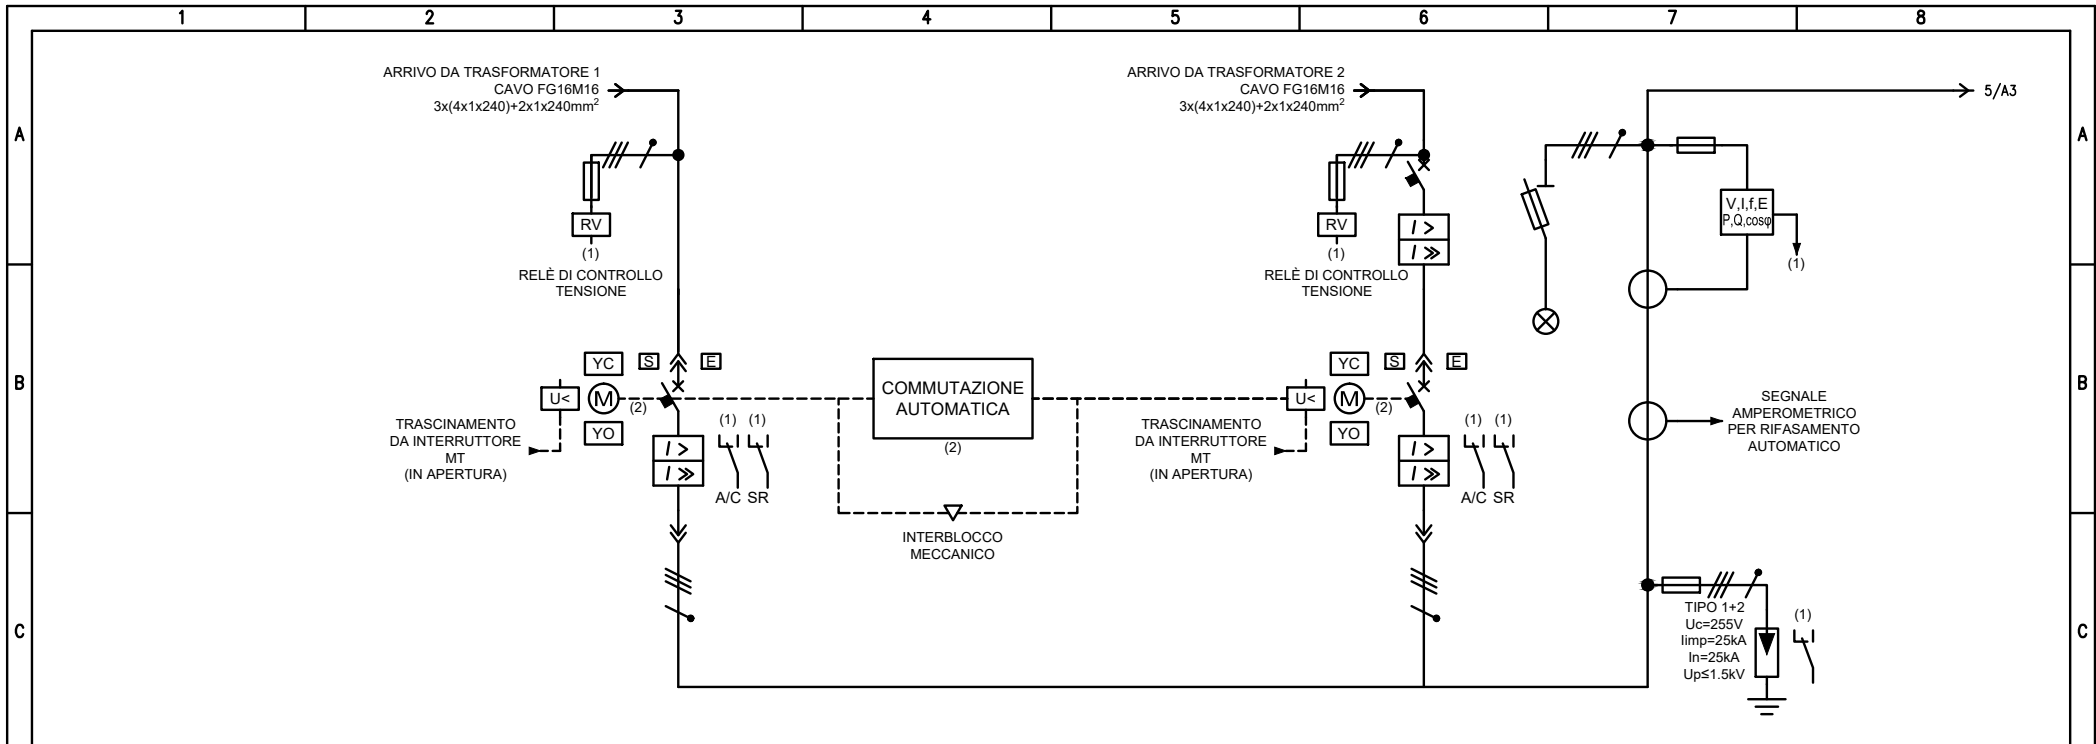 1 2 3 4 5 6 7 8
A
B
C
A
B
C
ARRIVO DA TRASFORMATORE 1
CAVO FG16M16
3x(4x1x240)+2x1x240mm²
RV
(1)
RELÈ DI CONTROLLO
TENSIONE
YC
S
E
U<
M
(2)
YO
TRASCINAMENTO
DA INTERRUTTORE
MT
(IN APERTURA)
I >
I ≫
(1) (1)
A/C SR
COMMUTAZIONE
AUTOMATICA
(2)
INTERBLOCCO
MECCANICO
ARRIVO DA TRASFORMATORE 2
CAVO FG16M16
3x(4x1x240)+2x1x240mm²
RV
(1)
RELÈ DI CONTROLLO
TENSIONE
I >
I ≫
YC
S
E
U<
M
(2)
YO
TRASCINAMENTO
DA INTERRUTTORE
MT
(IN APERTURA)
I >
I ≫
(1) (1)
A/C SR
5/A3
V,I,f,E
P,Q,cosφ
(1)
SEGNALE
AMPEROMETRICO
PER RIFASAMENTO
AUTOMATICO
TIPO 1+2
Uc=255V
Iimp=25kA
In=25kA
Up≤1.5kV
(1)